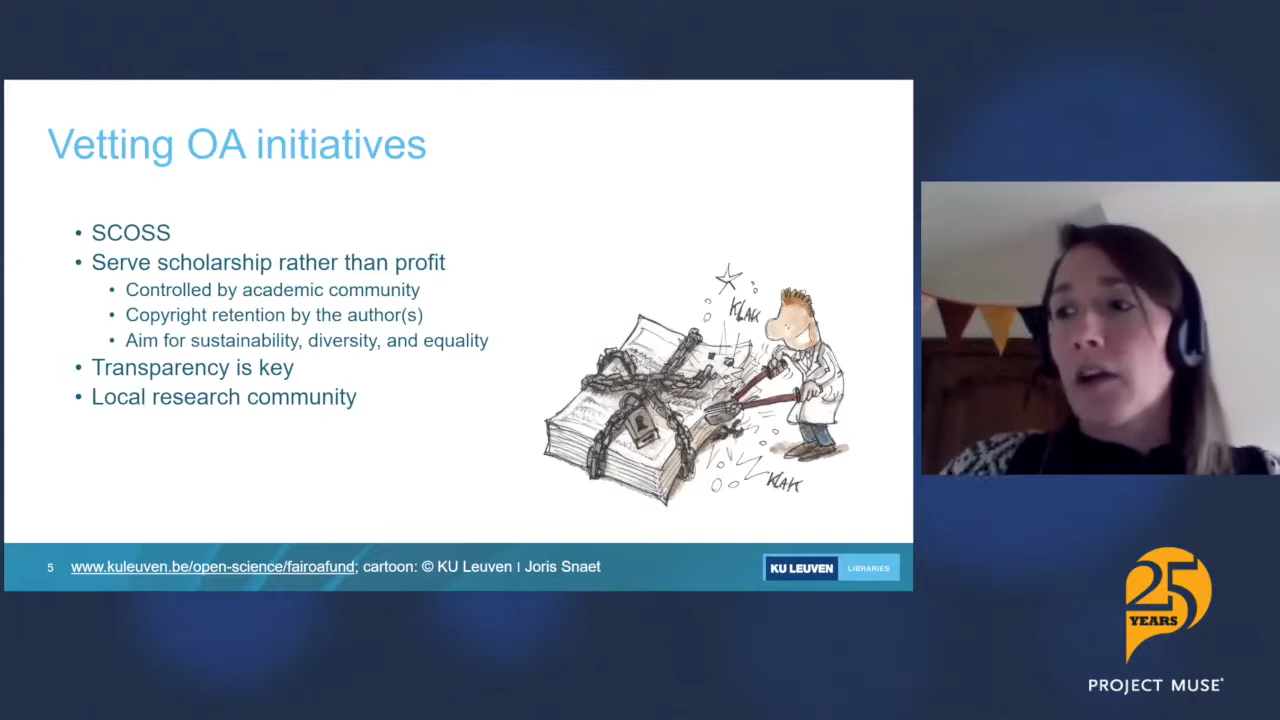 Vetting OA initiatives
• SCOSS
• Serve scholarship rather than profit
• Controlled by academic community
• Copyright retention by the author(s)
• Aim for sustainability, diversity, and equality
• Transparency is key
• Local research community
KLAK
KLAK
5 www.kuleuven.be/open-science/fairoafund; cartoon: © KU Leuven | Joris Snaet
KU LEUVEN LIBRARIES
25
YEARS
PROJECT MUSE®